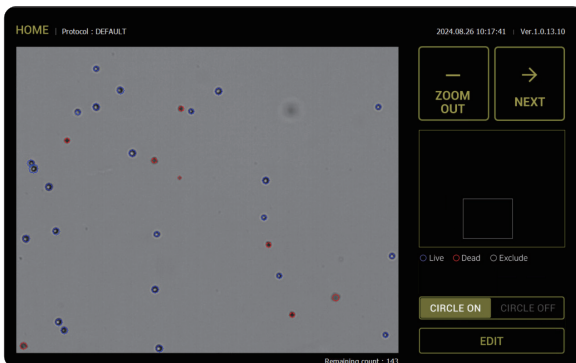 HOME | Protocol : DEFAULT
2024.08.26 10:17:41 | Ver.1.0.13.10
ZOOM
OUT
NEXT
Live Dead Exclude
CIRCLE ON CIRCLE OFF
EDIT
Remaining count : 143